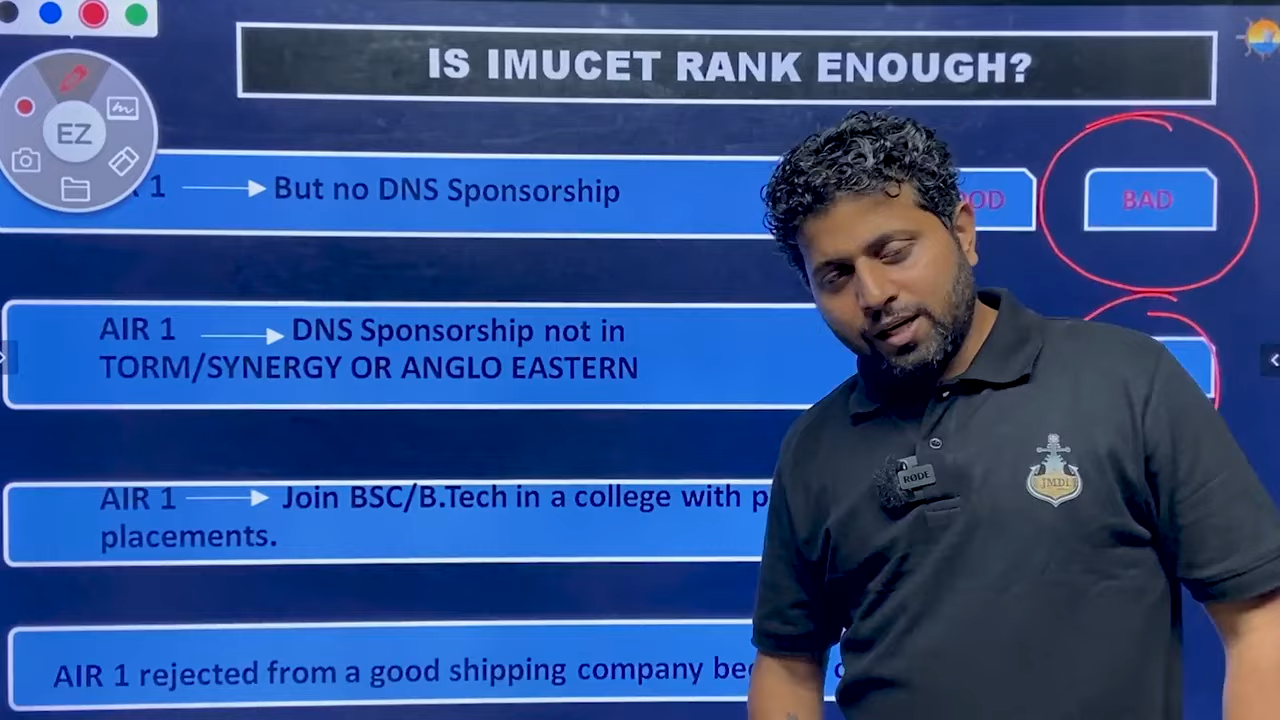 IS IMUCET RANK ENOUGH?
EZ
1 But no DNS Sponsorship
BAD
AIR 1 DNS Sponsorship not in
TORM/SYNERGY OR ANGLO EASTERN
AIR 1 Join BSC/B.Tech in a college with
placements.
AIR 1 rejected from a good shipping company
RØDE
JMDi